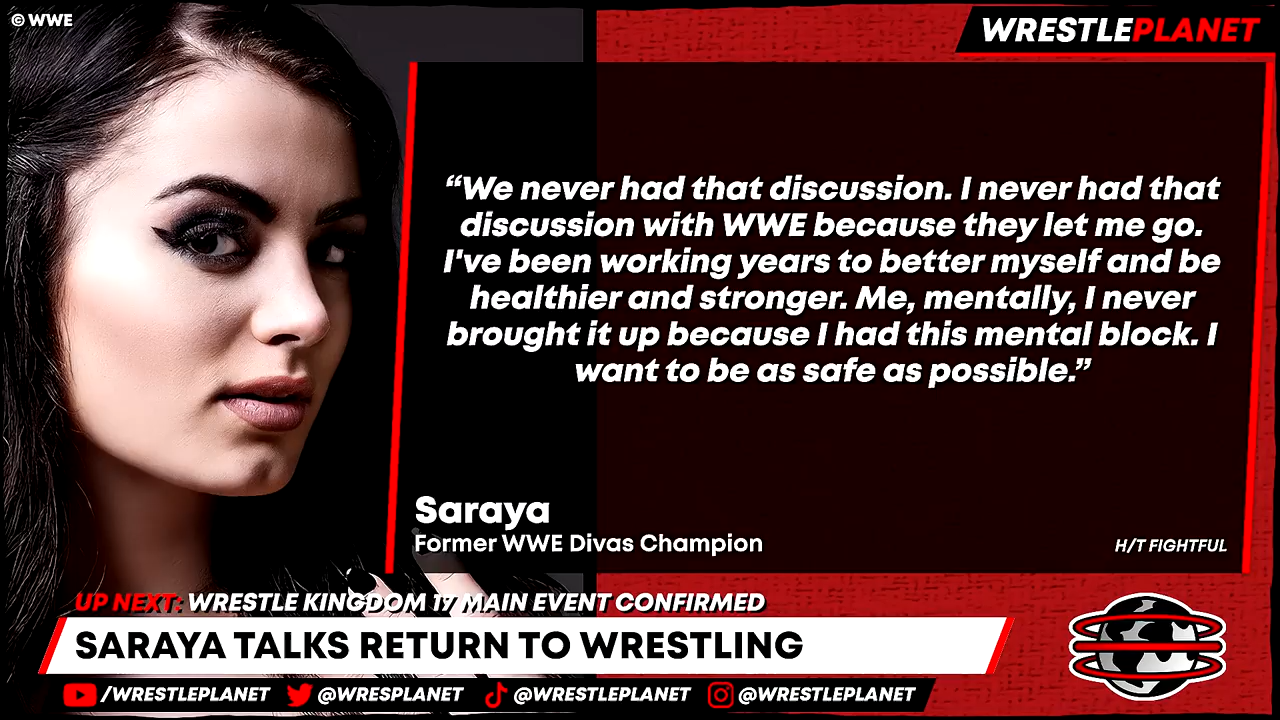 © WWE
WRESTLEPLANET
“We never had that discussion. I never had that
discussion with WWE because they let me go.
I've been working years to better myself and be
healthier and stronger. Me, mentally, I never
brought it up because I had this mental block. I
want to be as safe as possible.”
Saraya
Former WWE Divas Champion
H/T FIGHTFUL
UP NEXT: WRESTLE KINGDOM 17 MAIN EVENT CONFIRMED
SARAYA TALKS RETURN TO WRESTLING
/WRESTLEPLANET @WRESPLANET @WRESTLEPLANET @WRESTLEPLANET